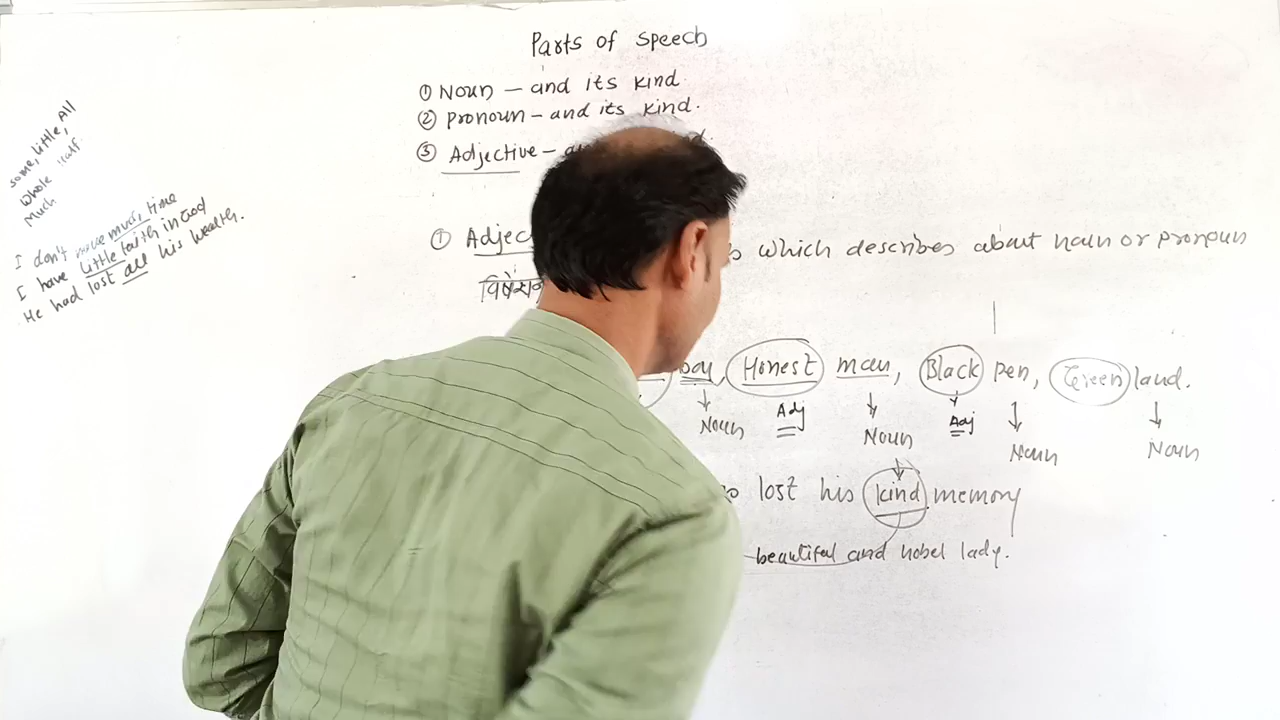 Parts of Speech
① Noun – and its kind.
② Pronoun – and its kind.
③ Adjective –
some, little, All
Whole half
Much
I don't have much time
I have little faith in God
He had lost all his wealth.
① which describes about noun or pronoun
Honest man, Black pen, Green land.
Noun Adj Noun Adj Noun Noun
lost his kind memory
beautiful and nobel lady.